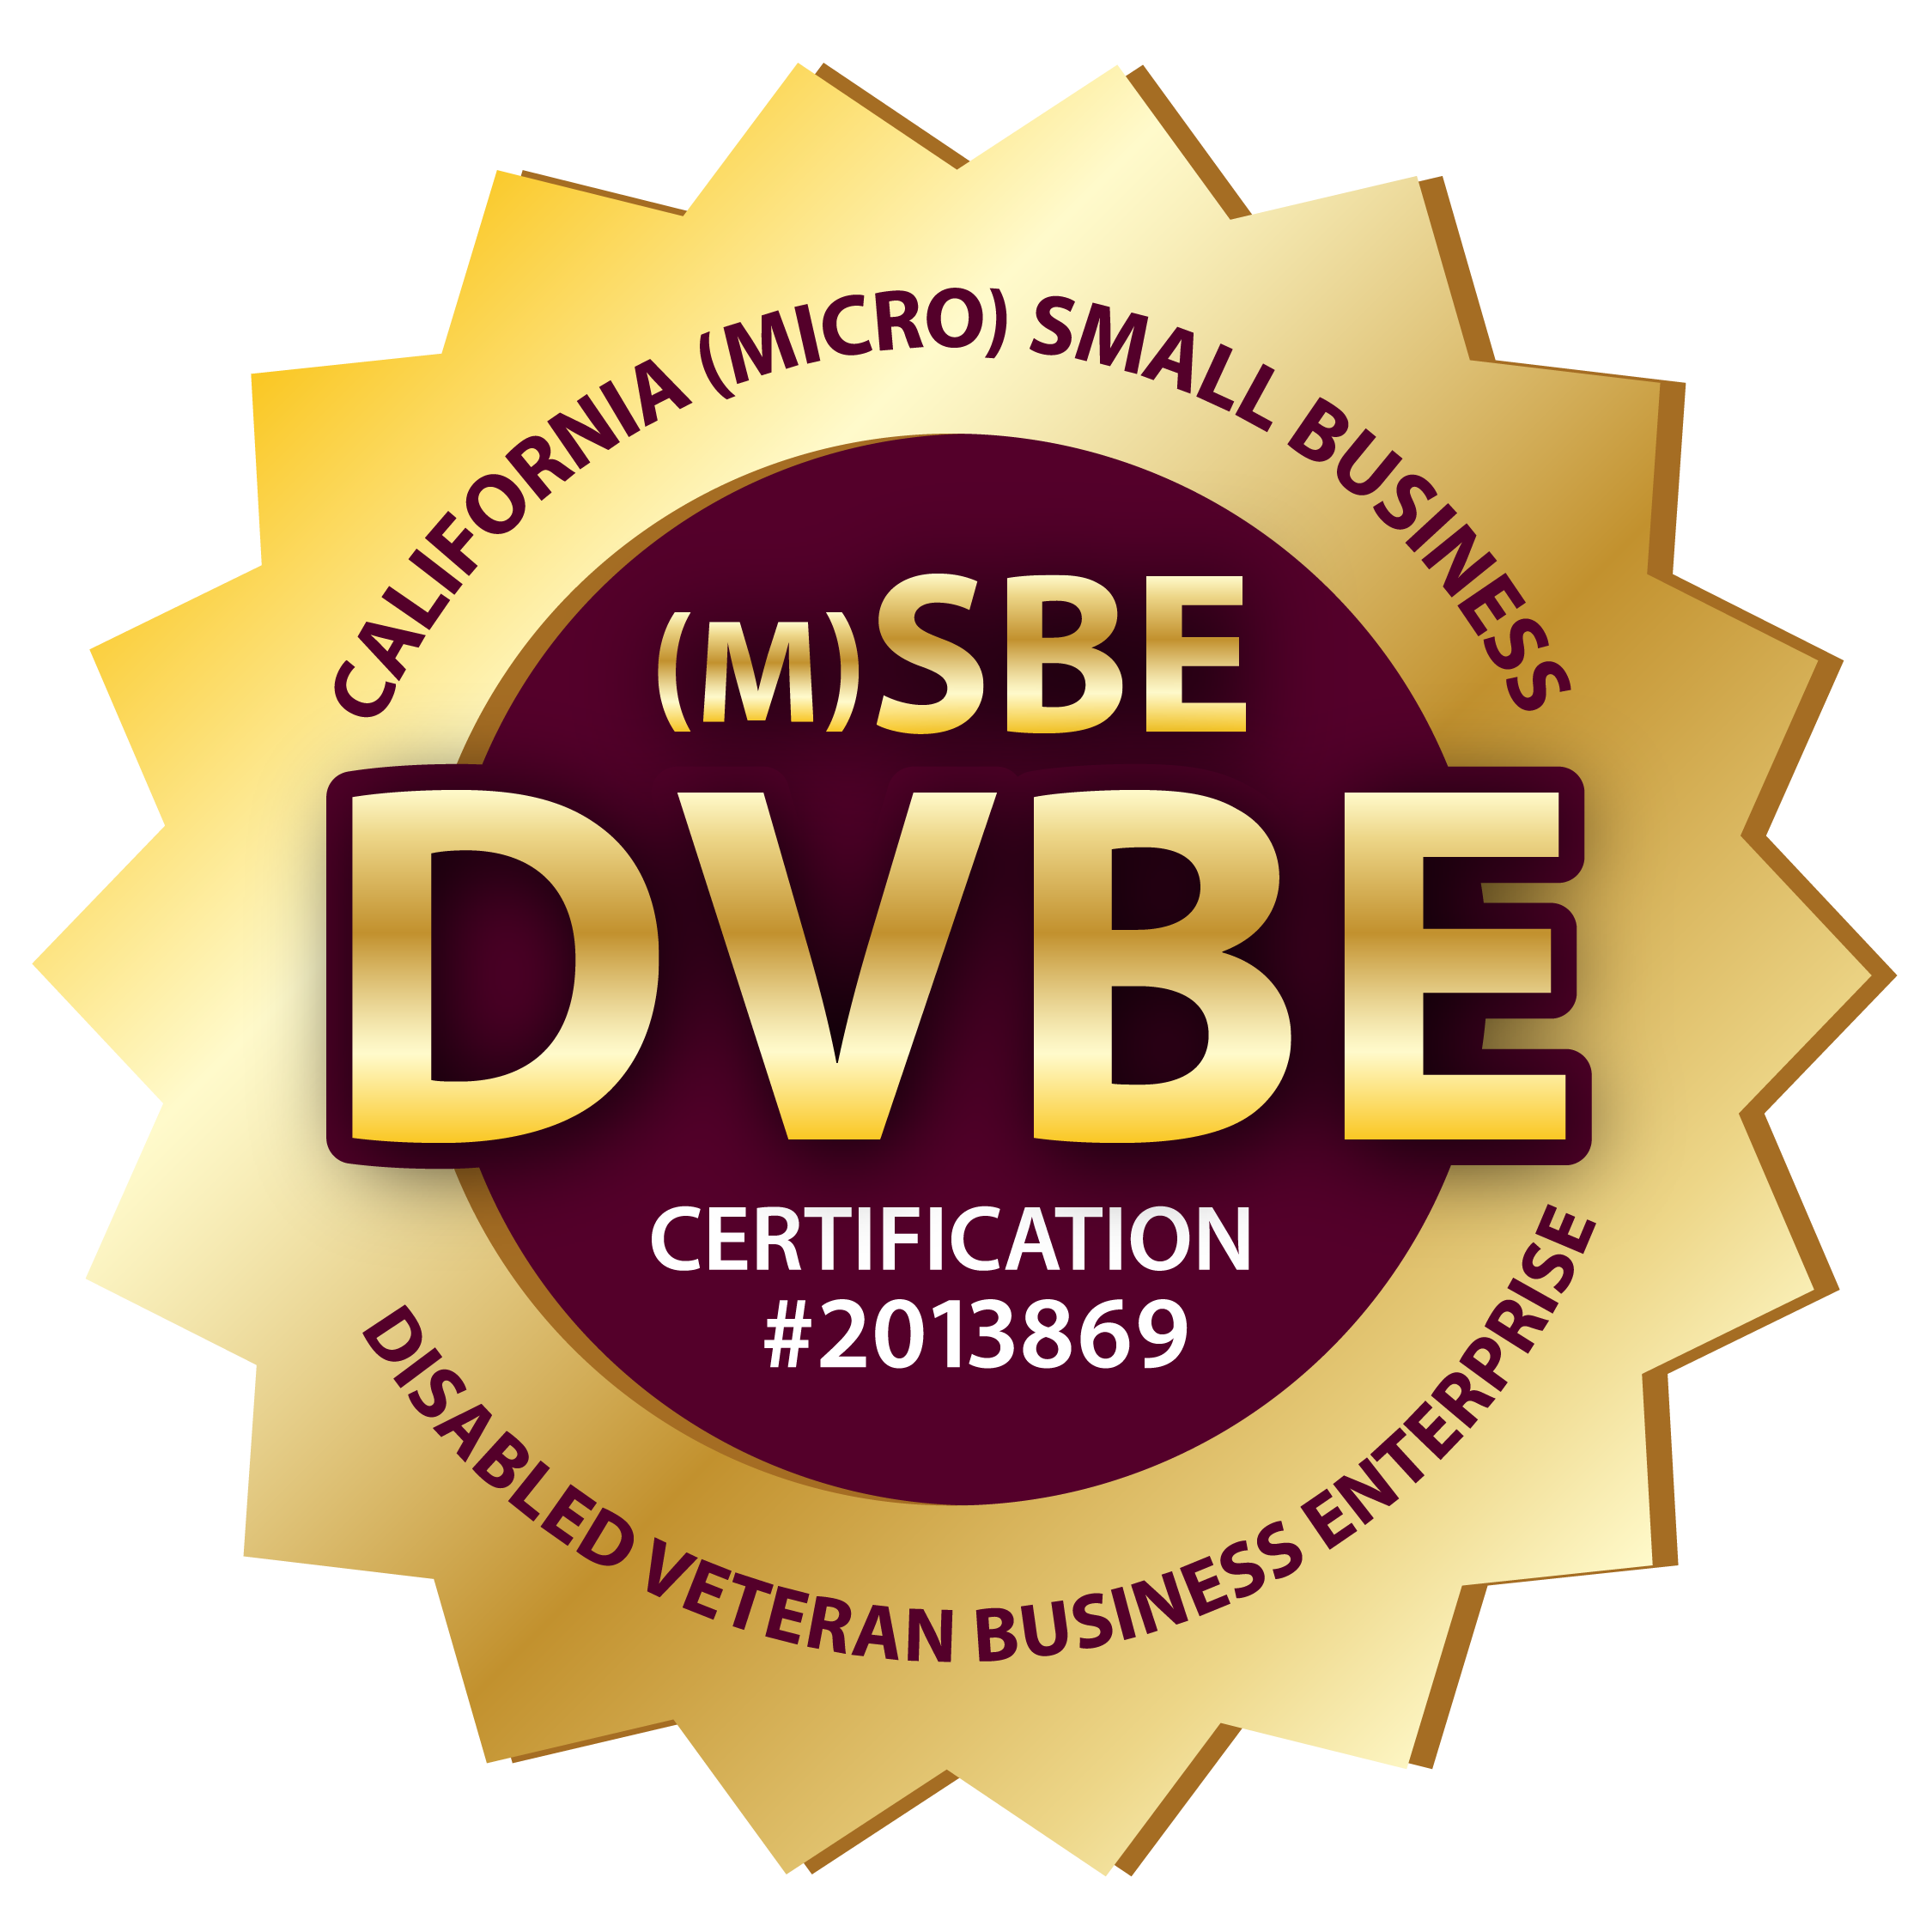 CALIFORNIA (MICRO) SMALL BUSINESS
(M)SBE
DVBE
CERTIFICATION
#2013869
DISABLED VETERAN BUSINESS ENTERPRISE